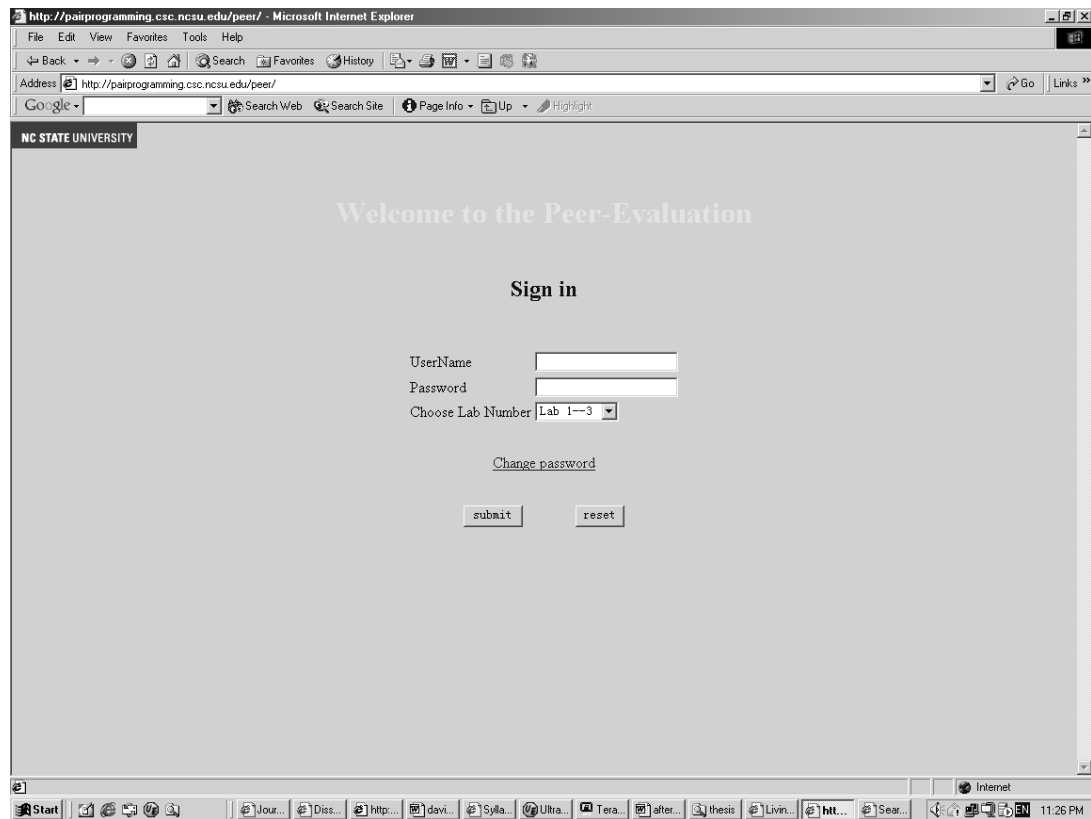 http://pairprogramming.csc.ncsu.edu/peer/ - Microsoft Internet Explorer
File Edit View Favorites Tools Help
Back Search Favorites History
Address http://pairprogramming.csc.ncsu.edu/peer/ Go Links »
Google Search Web Search Site Page Info Up Highlight
NC STATE UNIVERSITY
Welcome to the Peer-Evaluation
Sign in
UserName
Password
Choose Lab Number Lab 1--3
Change password
submit reset
Internet
Start Jour... Diss... http:... davi... Sylla... Ultra... Tera... after... thesis Livin... htt... Sear... EN 11:26 PM